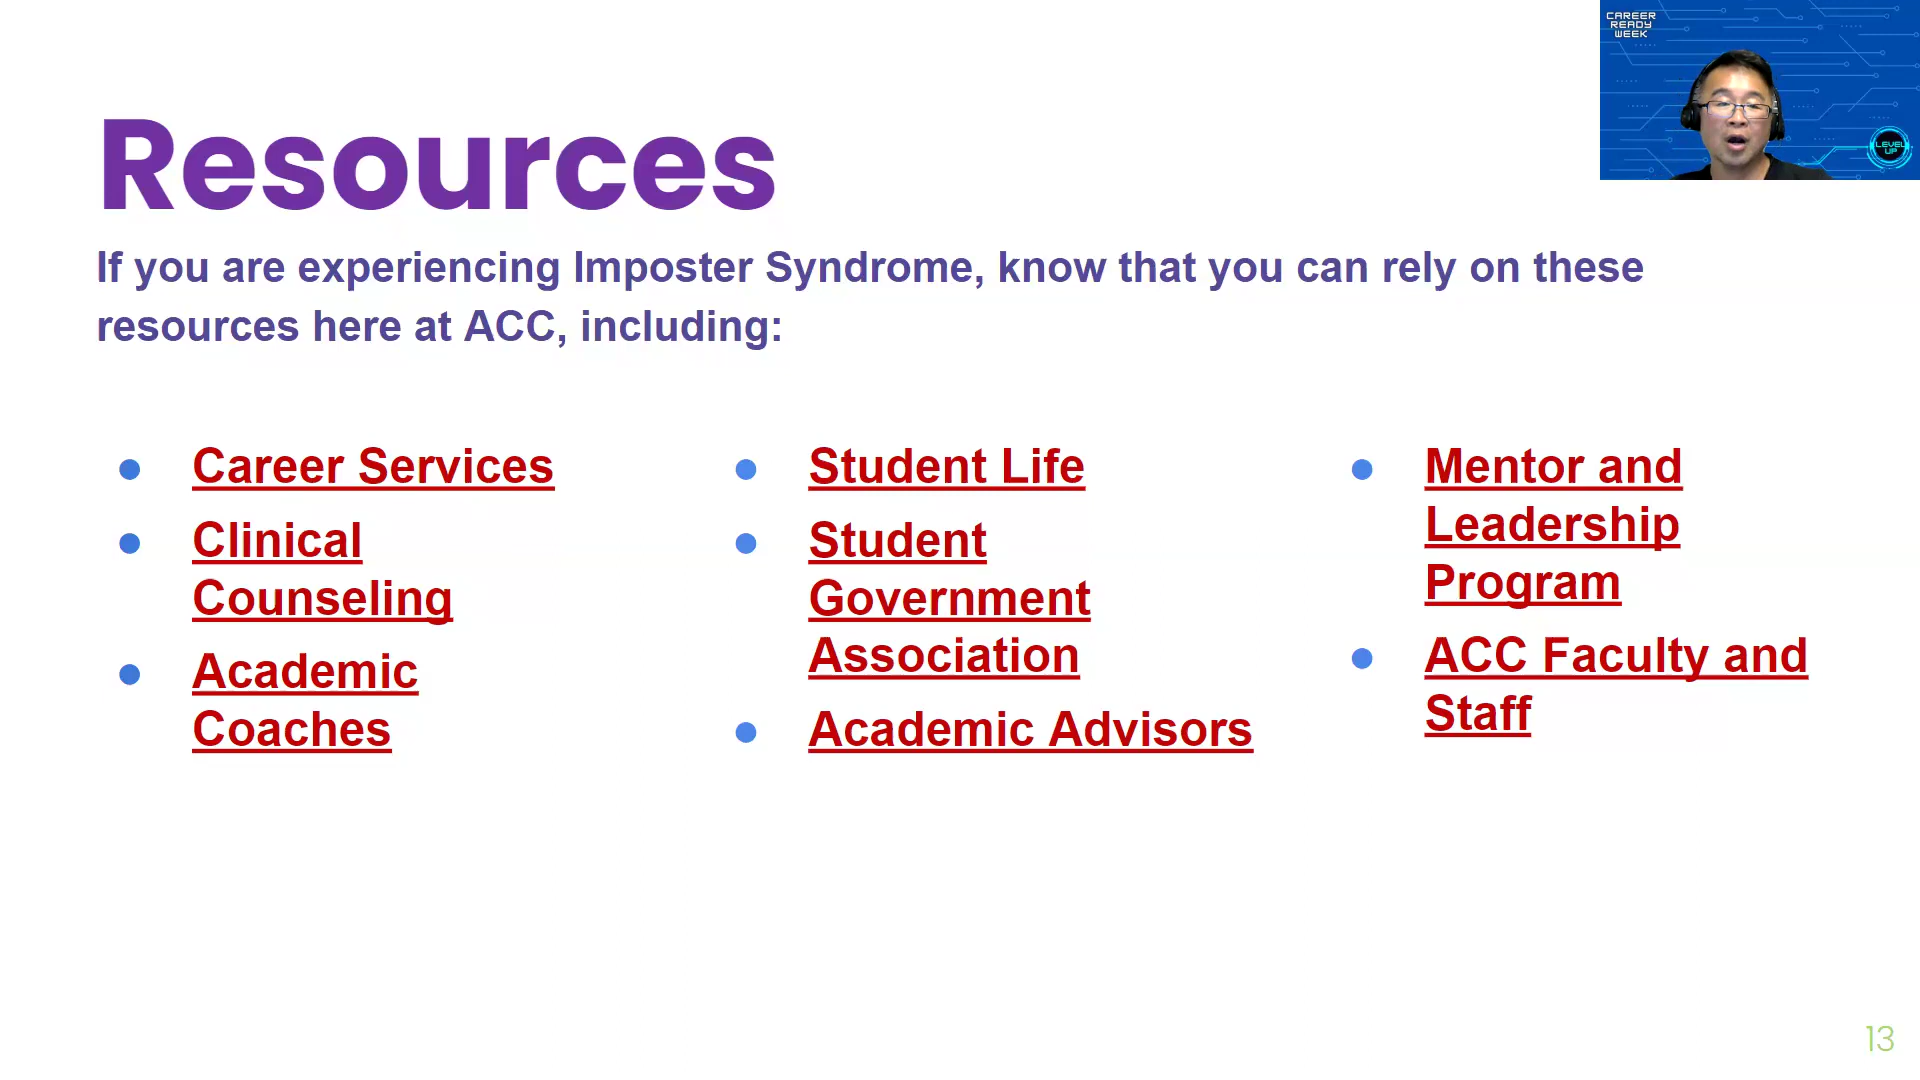 CAREER
READY
WEEK
LEVEL
UP
Resources
If you are experiencing Imposter Syndrome, know that you can rely on these
resources here at ACC, including:
Career Services
Clinical
Counseling
Academic
Coaches
Student Life
Student
Government
Association
Academic Advisors
Mentor and
Leadership
Program
ACC Faculty and
Staff
13